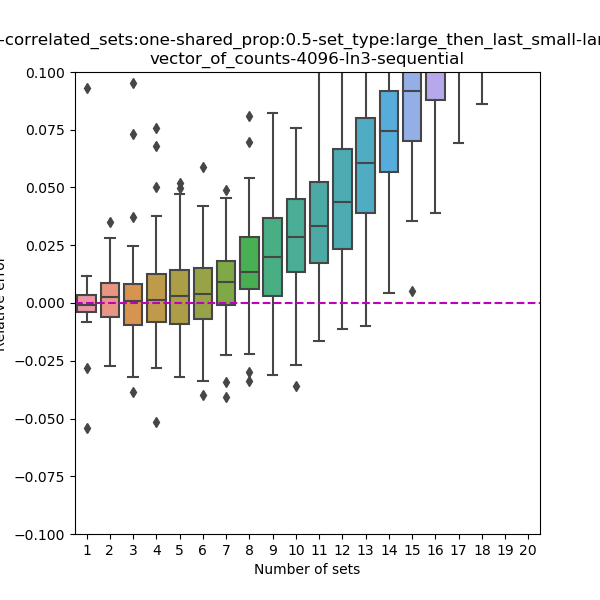 -correlated_sets:one-shared_prop:0.5-set_type:large_then_last_small-
vector_of_counts-4096-ln3-sequential
0.100
0.075
0.050
0.025
0.000
−0.025
−0.050
−0.075
−0.100
Relative error
1 2 3 4 5 6 7 8 9 10 11 12 13 14 15 16 17 18 19 20
Number of sets